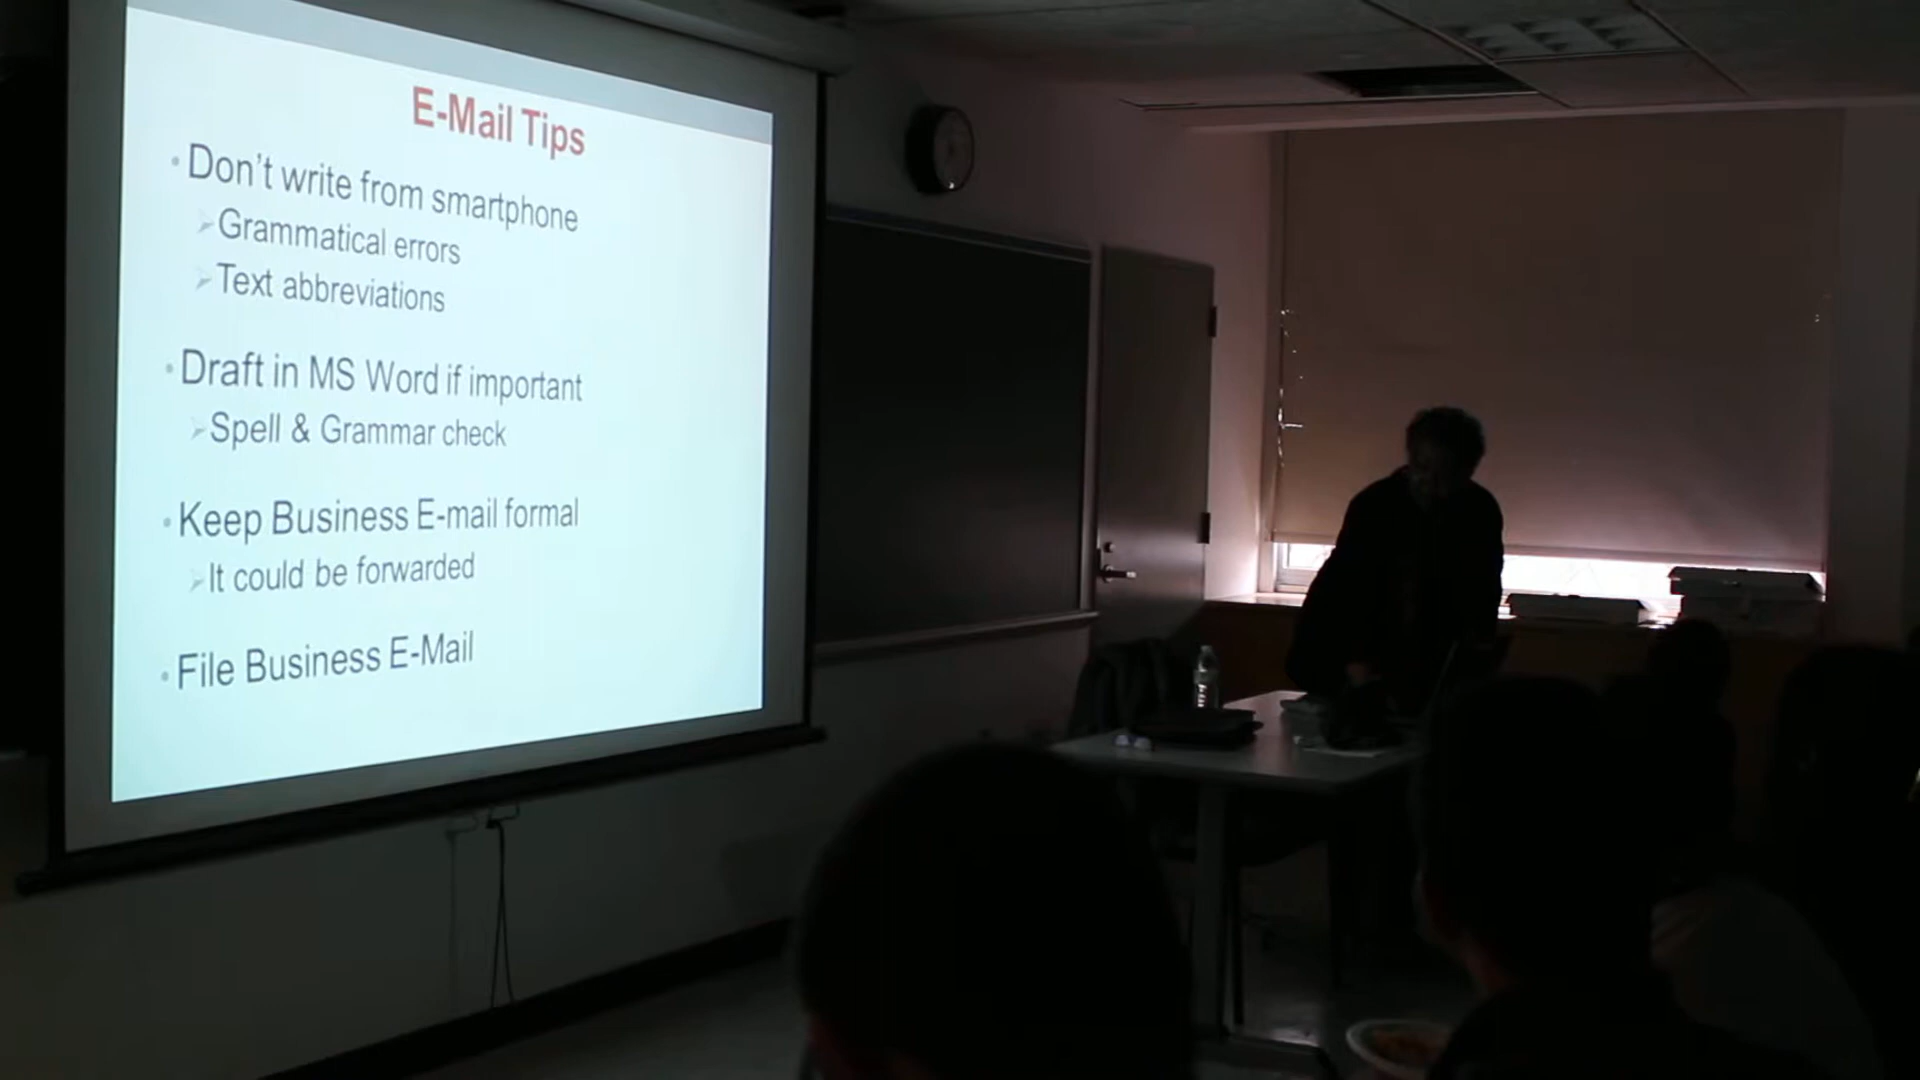 E-Mail Tips
Don't write from smartphone
Grammatical errors
Text abbreviations
Draft in MS Word if important
Spell & Grammar check
Keep Business E-mail formal
It could be forwarded
File Business E-Mail